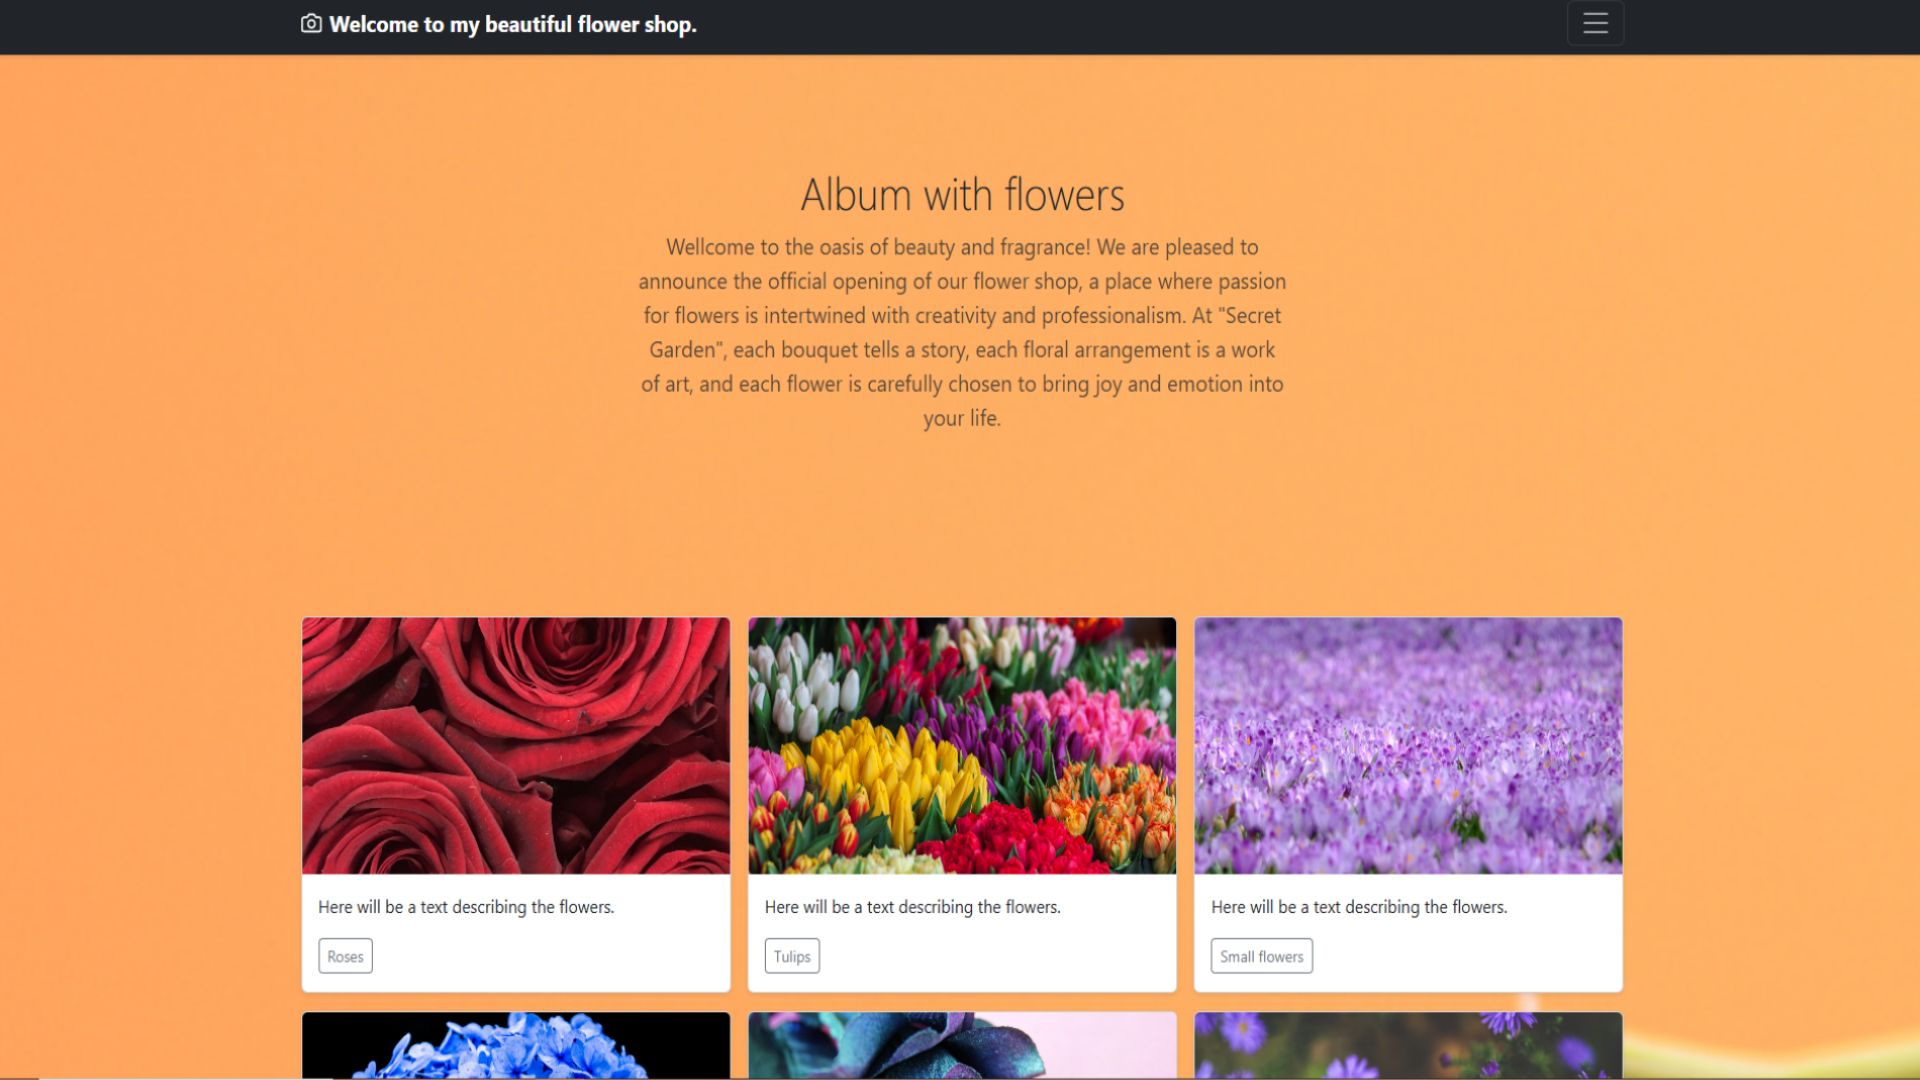 Welcome to my beautiful flower shop.
Album with flowers
Wellcome to the oasis of beauty and fragrance! We are pleased to
announce the official opening of our flower shop, a place where passion
for flowers is intertwined with creativity and professionalism. At "Secret
Garden", each bouquet tells a story, each floral arrangement is a work
of art, and each flower is carefully chosen to bring joy and emotion into
your life.
Here will be a text describing the flowers.
Roses
Here will be a text describing the flowers.
Tulips
Here will be a text describing the flowers.
Small flowers